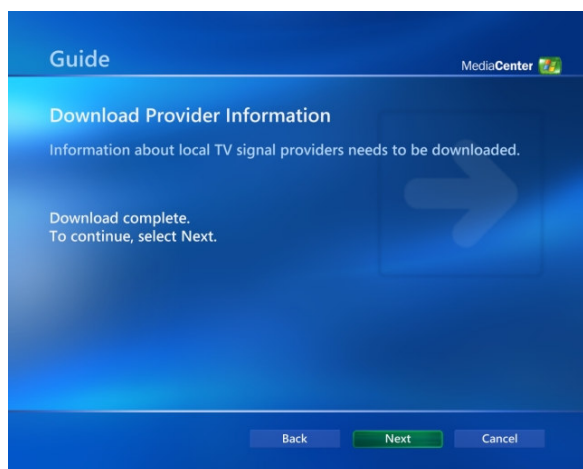 Guide
MediaCenter
Download Provider Information
Information about local TV signal providers needs to be downloaded.
Download complete.
To continue, select Next.
Back Next Cancel